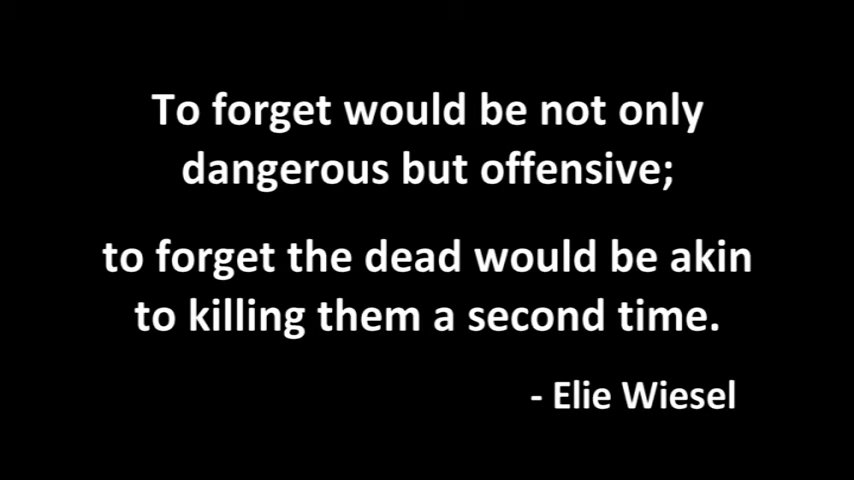 To forget would be not only
dangerous but offensive;
to forget the dead would be akin
to killing them a second time.
- Elie Wiesel